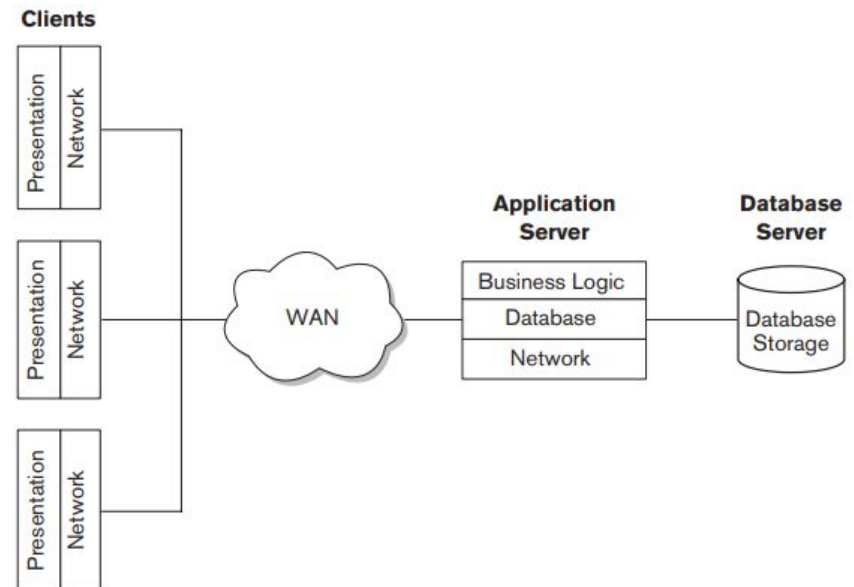 Clients
Presentation
Network
Presentation
Network
Presentation
Network
WAN
Application
Server
Business Logic
Database
Network
Database
Server
Database
Storage